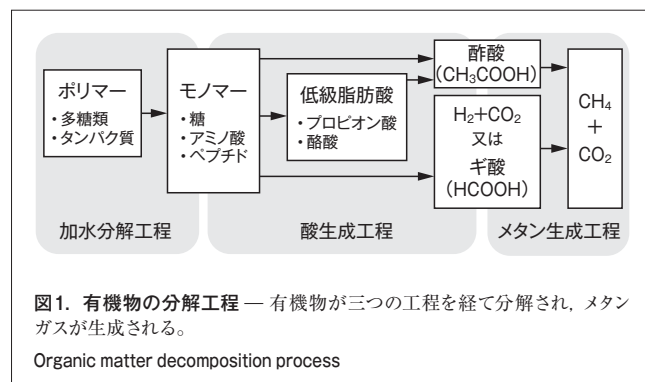 ポリマー
・多糖類
・タンパク質
モノマー
・糖
・アミノ酸
・ペプチド
低級脂肪酸
・プロピオン酸
・酪酸
酢酸
(CH₃COOH)
H₂+CO₂
又は
ギ酸
(HCOOH)
CH₄
+
CO₂
加水分解工程
酸生成工程
メタン生成工程
図1. 有機物の分解工程 — 有機物が三つの工程を経て分解され，メタン
ガスが生成される。
Organic matter decomposition process